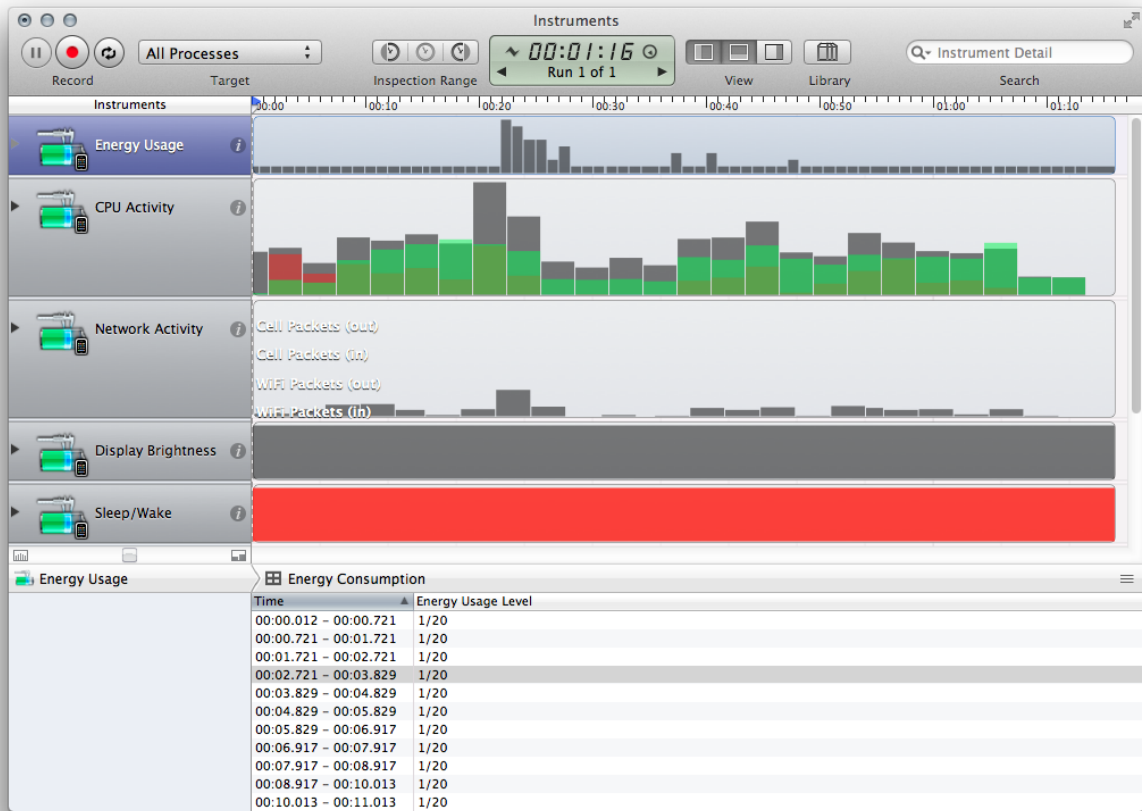 Instruments
All Processes
00:01:16
Run 1 of 1
Instrument Detail
Record
Target
Inspection Range
View
Library
Search
Instruments
00:00
00:10
00:20
00:30
00:40
00:50
01:00
01:10
Energy Usage
CPU Activity
Network Activity
Cell Packets (out)
Cell Packets (in)
WiFi Packets (out)
WiFi Packets (in)
Display Brightness
Sleep/Wake
Energy Usage
Energy Consumption
Time Energy Usage Level
00:00.012 – 00:00.721 1/20
00:00.721 – 00:01.721 1/20
00:01.721 – 00:02.721 1/20
00:02.721 – 00:03.829 1/20
00:03.829 – 00:04.829 1/20
00:04.829 – 00:05.829 1/20
00:05.829 – 00:06.917 1/20
00:06.917 – 00:07.917 1/20
00:07.917 – 00:08.917 1/20
00:08.917 – 00:10.013 1/20
00:10.013 – 00:11.013 1/20